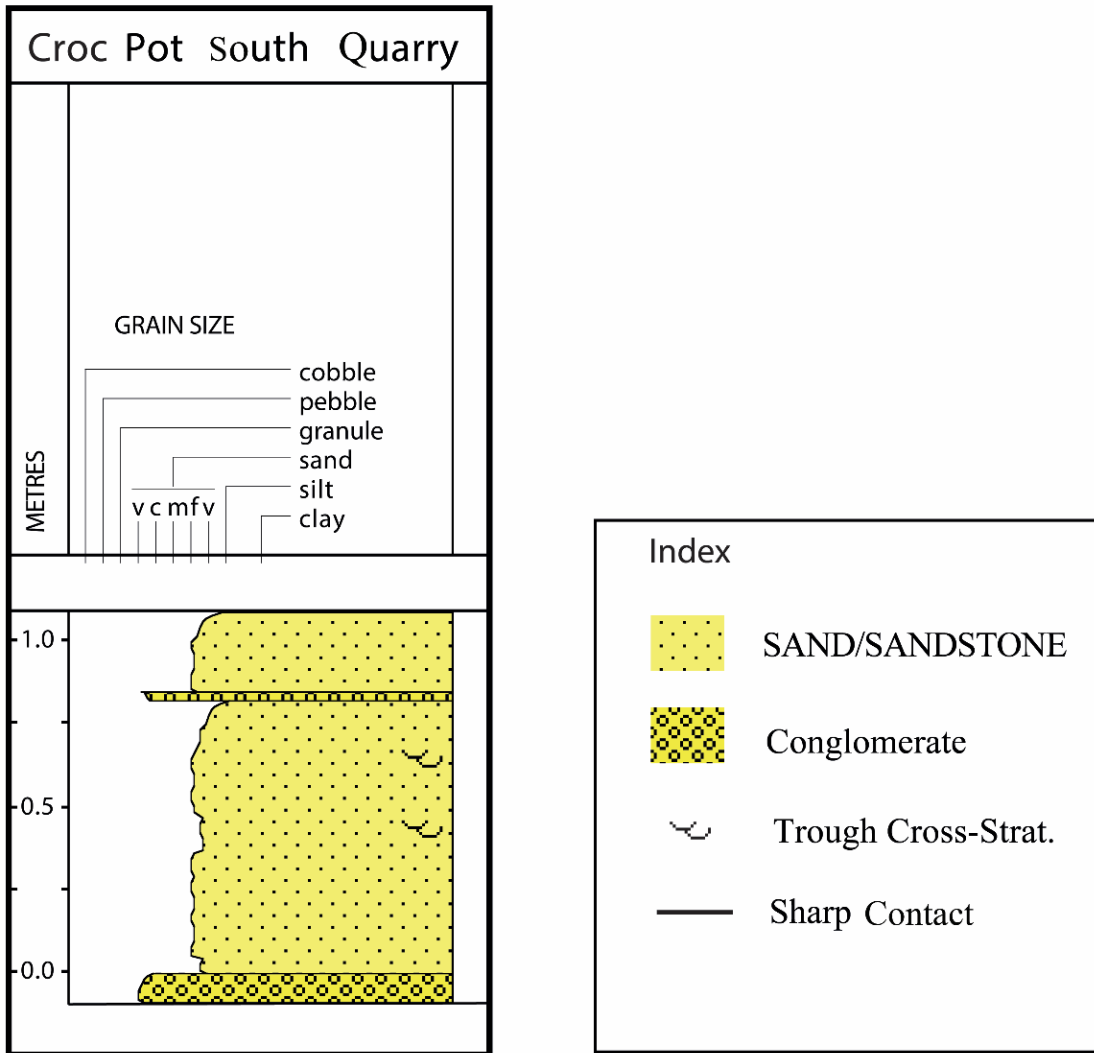 Croc Pot South Quarry
GRAIN SIZE
cobble
pebble
granule
sand
silt
clay
v c m f v
METRES
1.0
0.5
0.0
Index
SAND/SANDSTONE
Conglomerate
Trough Cross-Strat.
Sharp Contact